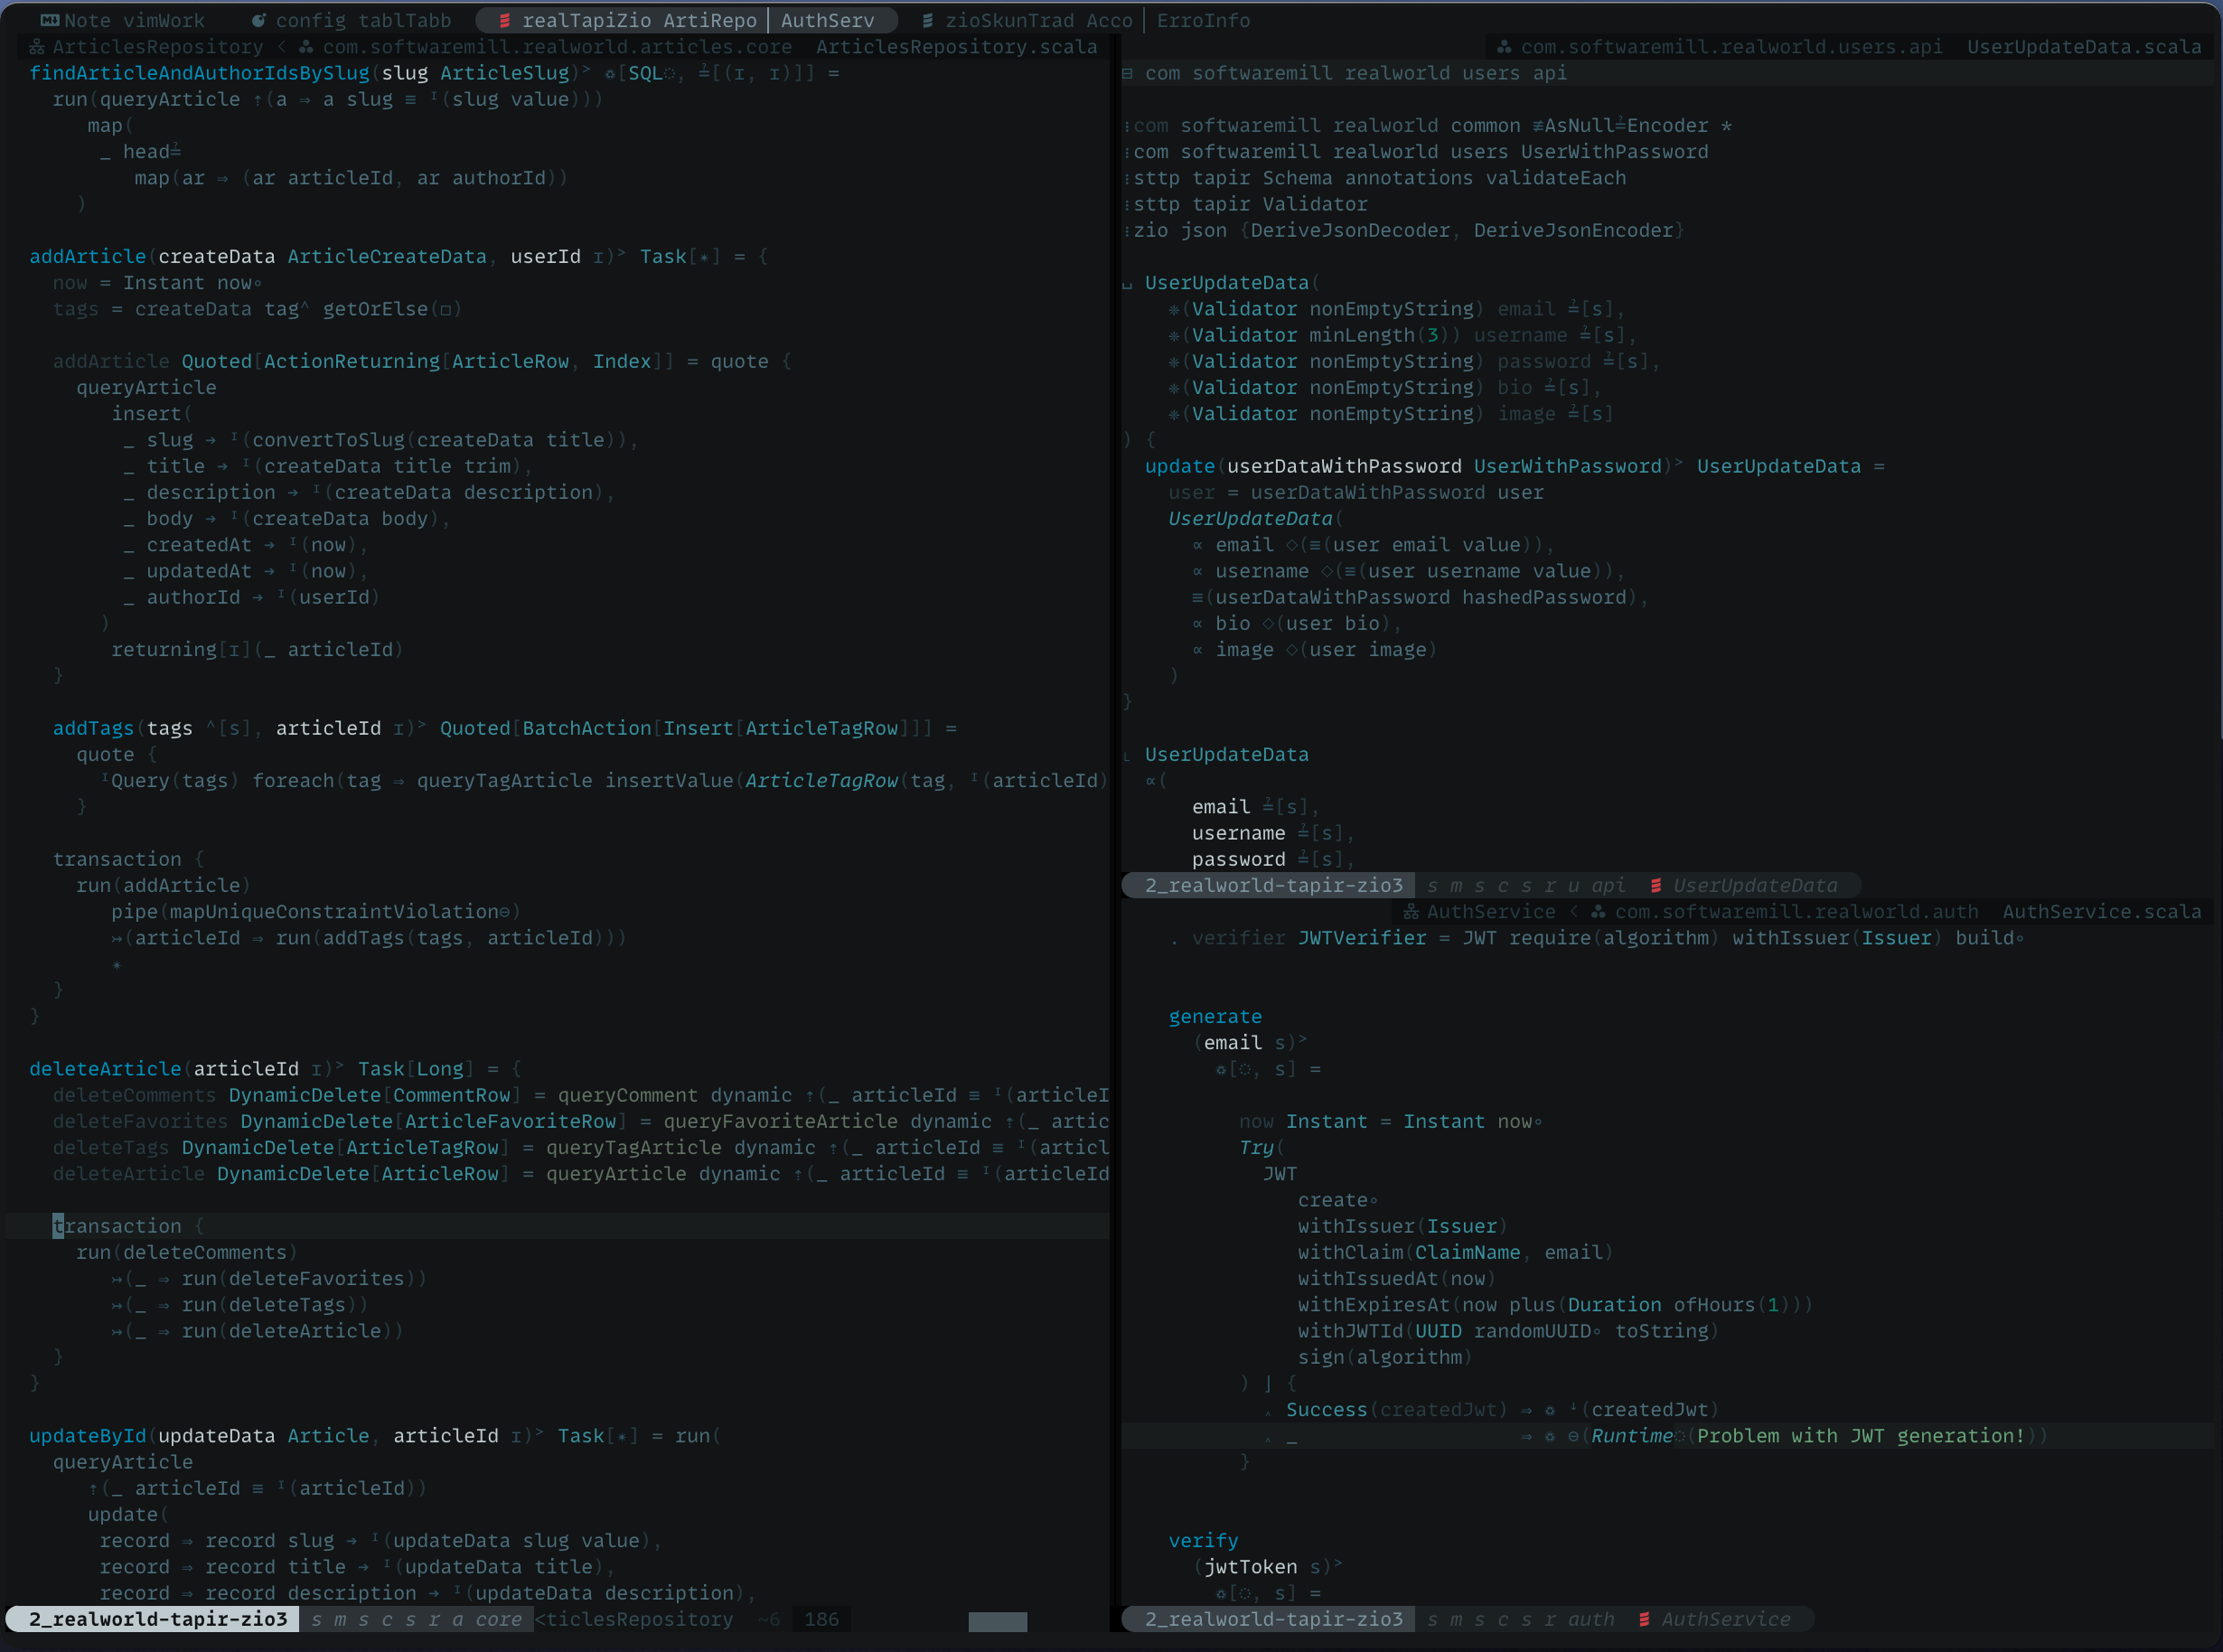 Note vimWork config tablTabb realTapiZio ArtiRepo AuthServ zioSkunTrad Acco ErroInfo
ArticlesRepository < com.softwaremill.realworld.articles.core ArticlesRepository.scala
findArticleAndAuthorIdsBySlug(slug ArticleSlug)˃ ♻[SQL◌, ≟[(ɪ, ɪ)]] =
run(queryArticle ⇡(a ⇒ a slug ≡ ᴵ(slug value)))
map(
_ head≟
map(ar ⇒ (ar articleId, ar authorId))
)
addArticle(createData ArticleCreateData, userId ɪ)˃ Task[✶] = {
now = Instant now∘
tags = createData tag^ getOrElse(□)
addArticle Quoted[ActionReturning[ArticleRow, Index]] = quote {
queryArticle
insert(
_ slug → ᴵ(convertToSlug(createData title)),
_ title → ᴵ(createData title trim),
_ description → ᴵ(createData description),
_ body → ᴵ(createData body),
_ createdAt → ᴵ(now),
_ updatedAt → ᴵ(now),
_ authorId → ᴵ(userId)
)
returning[ɪ](_ articleId)
}
addTags(tags ^[s], articleId ɪ)˃ Quoted[BatchAction[Insert[ArticleTagRow]]] =
quote {
ᴵQuery(tags) foreach(tag ⇒ queryTagArticle insertValue(ArticleTagRow(tag, ᴵ(articleId)
}
transaction {
run(addArticle)
pipe(mapUniqueConstraintViolation⊖)
↣(articleId ⇒ run(addTags(tags, articleId)))
✶
}
}
deleteArticle(articleId ɪ)˃ Task[Long] = {
deleteComments DynamicDelete[CommentRow] = queryComment dynamic ⇡(_ articleId ≡ ᴵ(articleI
deleteFavorites DynamicDelete[ArticleFavoriteRow] = queryFavoriteArticle dynamic ⇡(_ artic
deleteTags DynamicDelete[ArticleTagRow] = queryTagArticle dynamic ⇡(_ articleId ≡ ᴵ(articl
deleteArticle DynamicDelete[ArticleRow] = queryArticle dynamic ⇡(_ articleId ≡ ᴵ(articleId
transaction {
run(deleteComments)
↣(_ ⇒ run(deleteFavorites))
↣(_ ⇒ run(deleteTags))
↣(_ ⇒ run(deleteArticle))
}
}
updateById(updateData Article, articleId ɪ)˃ Task[✶] = run(
queryArticle
⇡(_ articleId ≡ ᴵ(articleId))
update(
record ⇒ record slug → ᴵ(updateData slug value),
record ⇒ record title → ᴵ(updateData title),
record ⇒ record description → ᴵ(updateData description),
2_realworld-tapir-zio3 s m s c s r a core <ticlesRepository ~6 186
com.softwaremill.realworld.users.api UserUpdateData.scala
⊟ com softwaremill realworld users api
⫶com softwaremill realworld common ≢AsNull≟Encoder *
⫶com softwaremill realworld users UserWithPassword
⫶sttp tapir Schema annotations validateEach
⫶sttp tapir Validator
⫶zio json {DeriveJsonDecoder, DeriveJsonEncoder}
␣ UserUpdateData(
⁜(Validator nonEmptyString) email ≟[s],
⁜(Validator minLength(3)) username ≟[s],
⁜(Validator nonEmptyString) password ≟[s],
⁜(Validator nonEmptyString) bio ≟[s],
⁜(Validator nonEmptyString) image ≟[s]
) {
update(userDataWithPassword UserWithPassword)˃ UserUpdateData =
user = userDataWithPassword user
UserUpdateData(
∝ email ◇(≡(user email value)),
∝ username ◇(≡(user username value)),
≡(userDataWithPassword hashedPassword),
∝ bio ◇(user bio),
∝ image ◇(user image)
)
}
∟ UserUpdateData
∝(
email ≟[s],
username ≟[s],
password ≟[s],
2_realworld-tapir-zio3 s m s c s r u api UserUpdateData
AuthService < com.softwaremill.realworld.auth AuthService.scala
. verifier JWTVerifier = JWT require(algorithm) withIssuer(Issuer) build∘
generate
(email s)˃
♻[◌, s] =
now Instant = Instant now∘
Try(
JWT
create∘
withIssuer(Issuer)
withClaim(ClaimName, email)
withIssuedAt(now)
withExpiresAt(now plus(Duration ofHours(1)))
withJWTId(UUID randomUUID∘ toString)
sign(algorithm)
) ⌋ {
‸ Success(createdJwt) ⇒ ♻ ꜜ(createdJwt)
‸ _ ⇒ ♻ ⊖(Runtime◌(Problem with JWT generation!))
}
verify
(jwtToken s)˃
♻[◌, s] =
2_realworld-tapir-zio3 s m s c s r auth AuthService